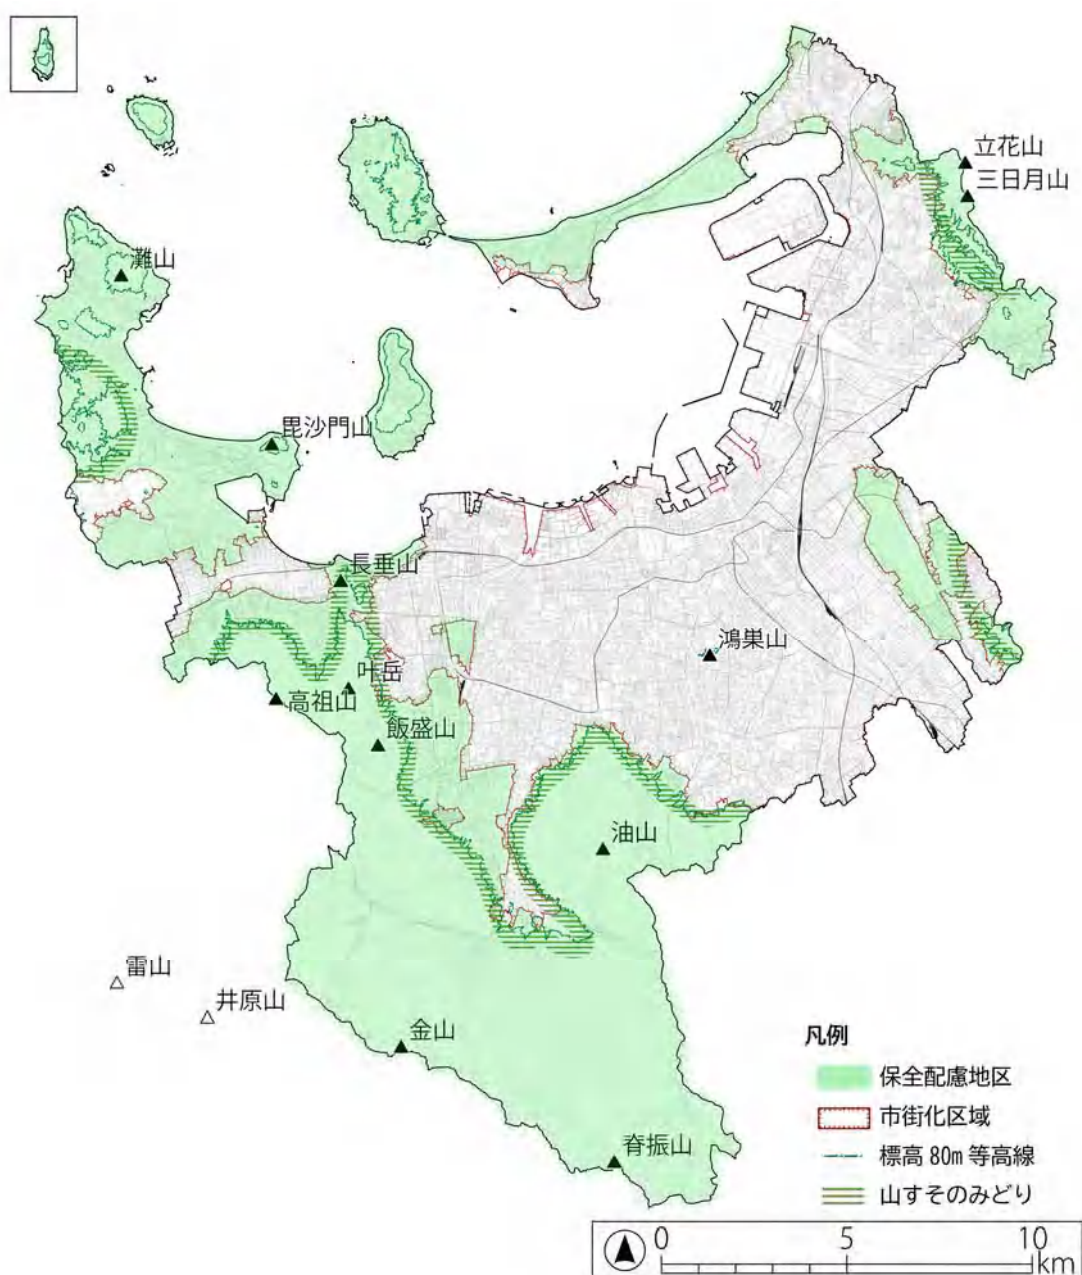 立花山
三日月山
灘山
毘沙門山
長垂山
鴻巣山
叶岳
高祖山
飯盛山
油山
雷山
井原山
金山
脊振山
凡例
保全配慮地区
市街化区域
標高 80m 等高線
山すそのみどり
0 5 10
km